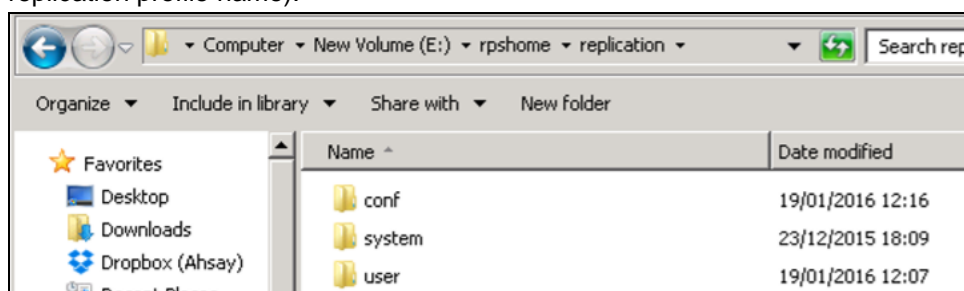 replication profile name).
Computer New Volume (E:) rpshome replication Search rep
Organize Include in library Share with New folder
Favorites Name Date modified
Desktop conf 19/01/2016 12:16
Downloads system 23/12/2015 18:09
Dropbox (Ahsay) user 19/01/2016 12:07